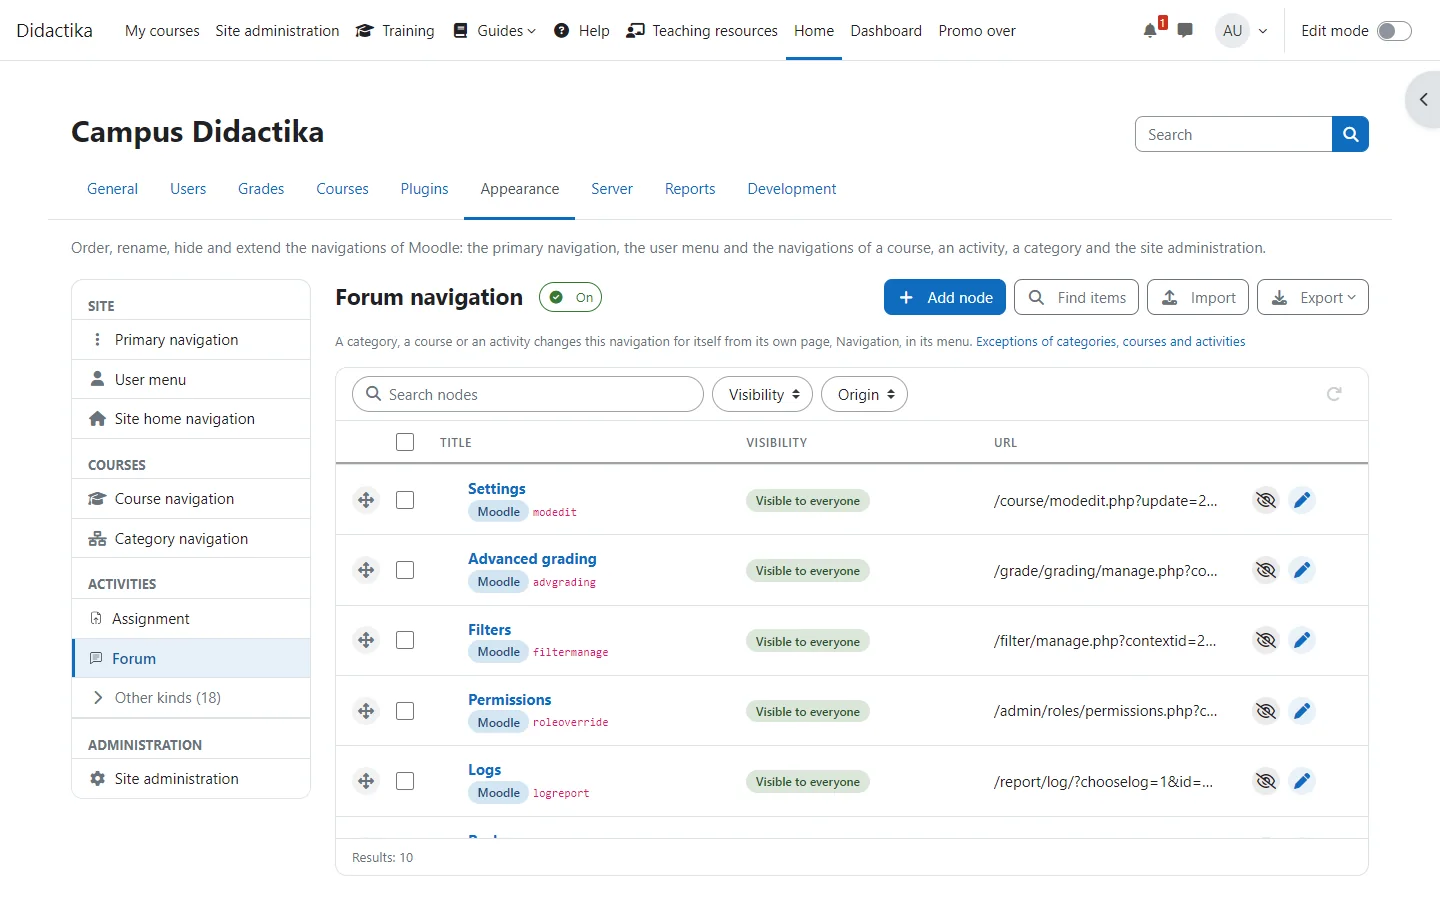 Didactika
My courses
Site administration
Training
Guides
Help
Teaching resources
Home
Dashboard
Promo over
1
AU
Edit mode
Campus Didactika
Search
General
Users
Grades
Courses
Plugins
Appearance
Server
Reports
Development
Order, rename, hide and extend the navigations of Moodle: the primary navigation, the user menu and the navigations of a course, an activity, a category and the site administration.
SITE
Primary navigation
User menu
Site home navigation
COURSES
Course navigation
Category navigation
ACTIVITIES
Assignment
Forum
Other kinds (18)
ADMINISTRATION
Site administration
Forum navigation
On
Add node
Find items
Import
Export
A category, a course or an activity changes this navigation for itself from its own page, Navigation, in its menu. Exceptions of categories, courses and activities
Search nodes
Visibility
Origin
TITLE
VISIBILITY
URL
Settings
Moodle modedit
Visible to everyone
/course/modedit.php?update=2...
Advanced grading
Moodle advgrading
Visible to everyone
/grade/grading/manage.php?co...
Filters
Moodle filtermanage
Visible to everyone
/filter/manage.php?contextid=2...
Permissions
Moodle roleoverride
Visible to everyone
/admin/roles/permissions.php?c...
Logs
Moodle logreport
Visible to everyone
/report/log/?chooselog=1&id=...
Results: 10